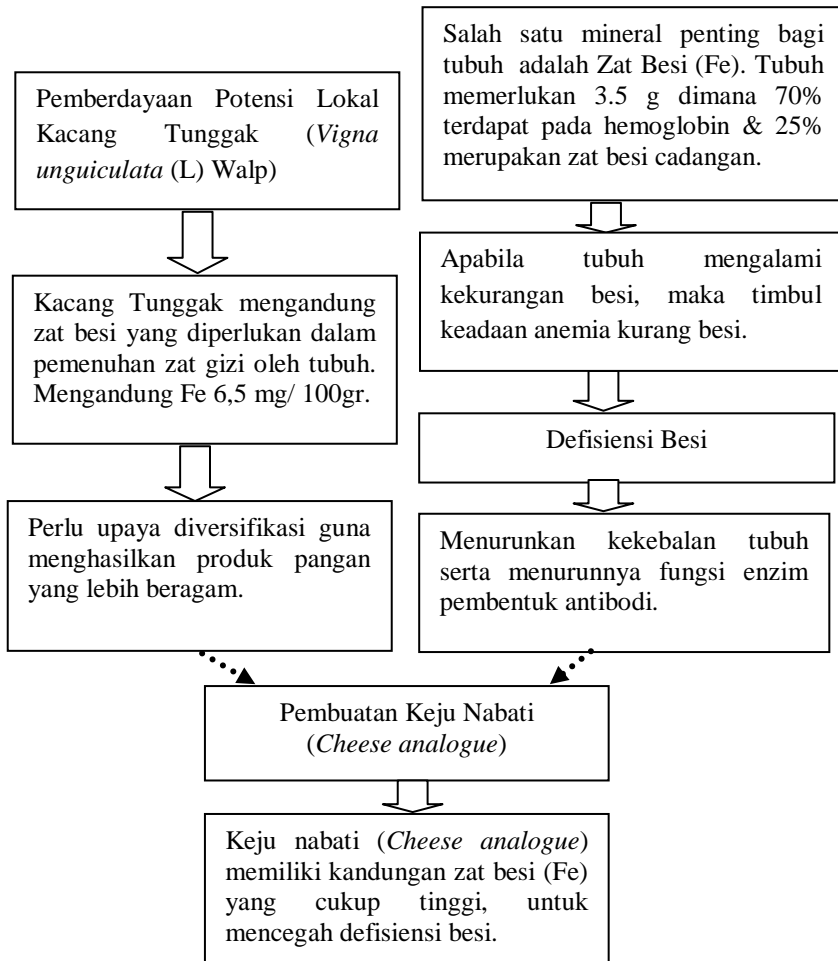 Pemberdayaan Potensi Lokal
Kacang Tunggak (Vigna
unguiculata (L) Walp)
Kacang Tunggak mengandung
zat besi yang diperlukan dalam
pemenuhan zat gizi oleh tubuh.
Mengandung Fe 6,5 mg/ 100gr.
Perlu upaya diversifikasi guna
menghasilkan produk pangan
yang lebih beragam.
Salah satu mineral penting bagi
tubuh adalah Zat Besi (Fe). Tubuh
memerlukan 3.5 g dimana 70%
terdapat pada hemoglobin & 25%
merupakan zat besi cadangan.
Apabila tubuh mengalami
kekurangan besi, maka timbul
keadaan anemia kurang besi.
Defisiensi Besi
Menurunkan kekebalan tubuh
serta menurunnya fungsi enzim
pembentuk antibodi.
Pembuatan Keju Nabati
(Cheese analogue)
Keju nabati (Cheese analogue)
memiliki kandungan zat besi (Fe)
yang cukup tinggi, untuk
mencegah defisiensi besi.